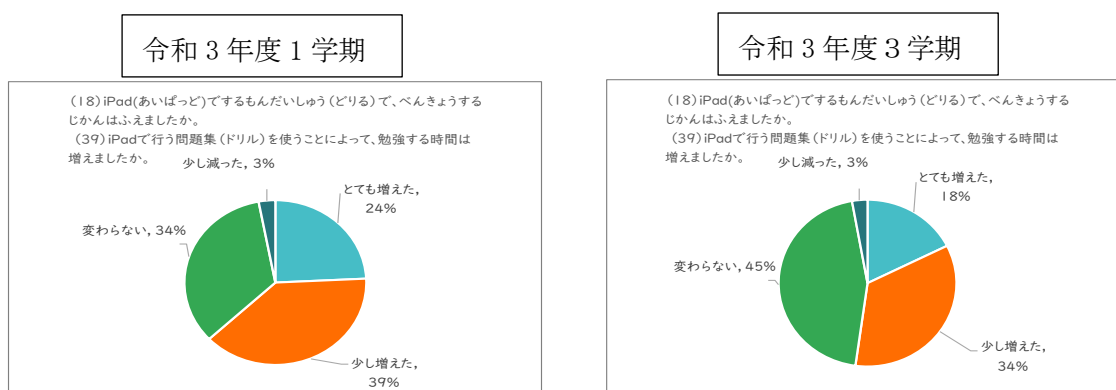 令和3年度1学期
(18)iPad(あいぱっど)でするもんだいしゅう(どりる)で、べんきょうする
じかんはふえましたか。
(39)iPadで行う問題集(ドリル)を使うことによって、勉強する時間は
増えましたか。
少し減った, 3%
とても増えた,
24%
変わらない, 34%
少し増えた,
39%
令和3年度3学期
(18)iPad(あいぱっど)でするもんだいしゅう(どりる)で、べんきょうする
じかんはふえましたか。
(39)iPadで行う問題集(ドリル)を使うことによって、勉強する時間は
増えましたか。
少し減った, 3%
とても増えた,
18%
変わらない, 45%
少し増えた,
34%